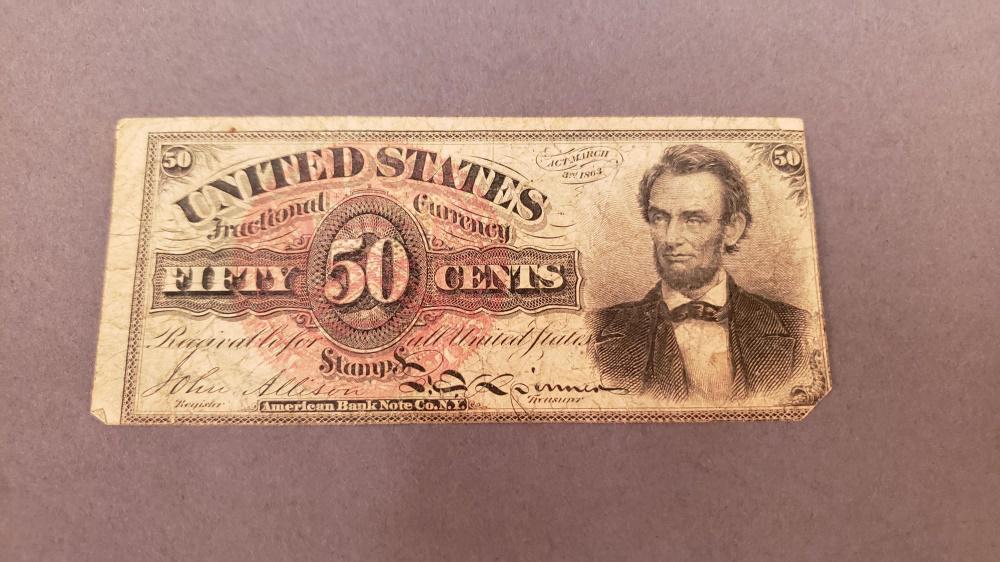 50
50
UNITED STATES
ACT MARCH
3RD 1863
Fractional Currency
FIFTY 50 CENTS
Receivable for all United States
Stamps
John Allison
Register
American Bank Note Co. N.Y.
Treasurer